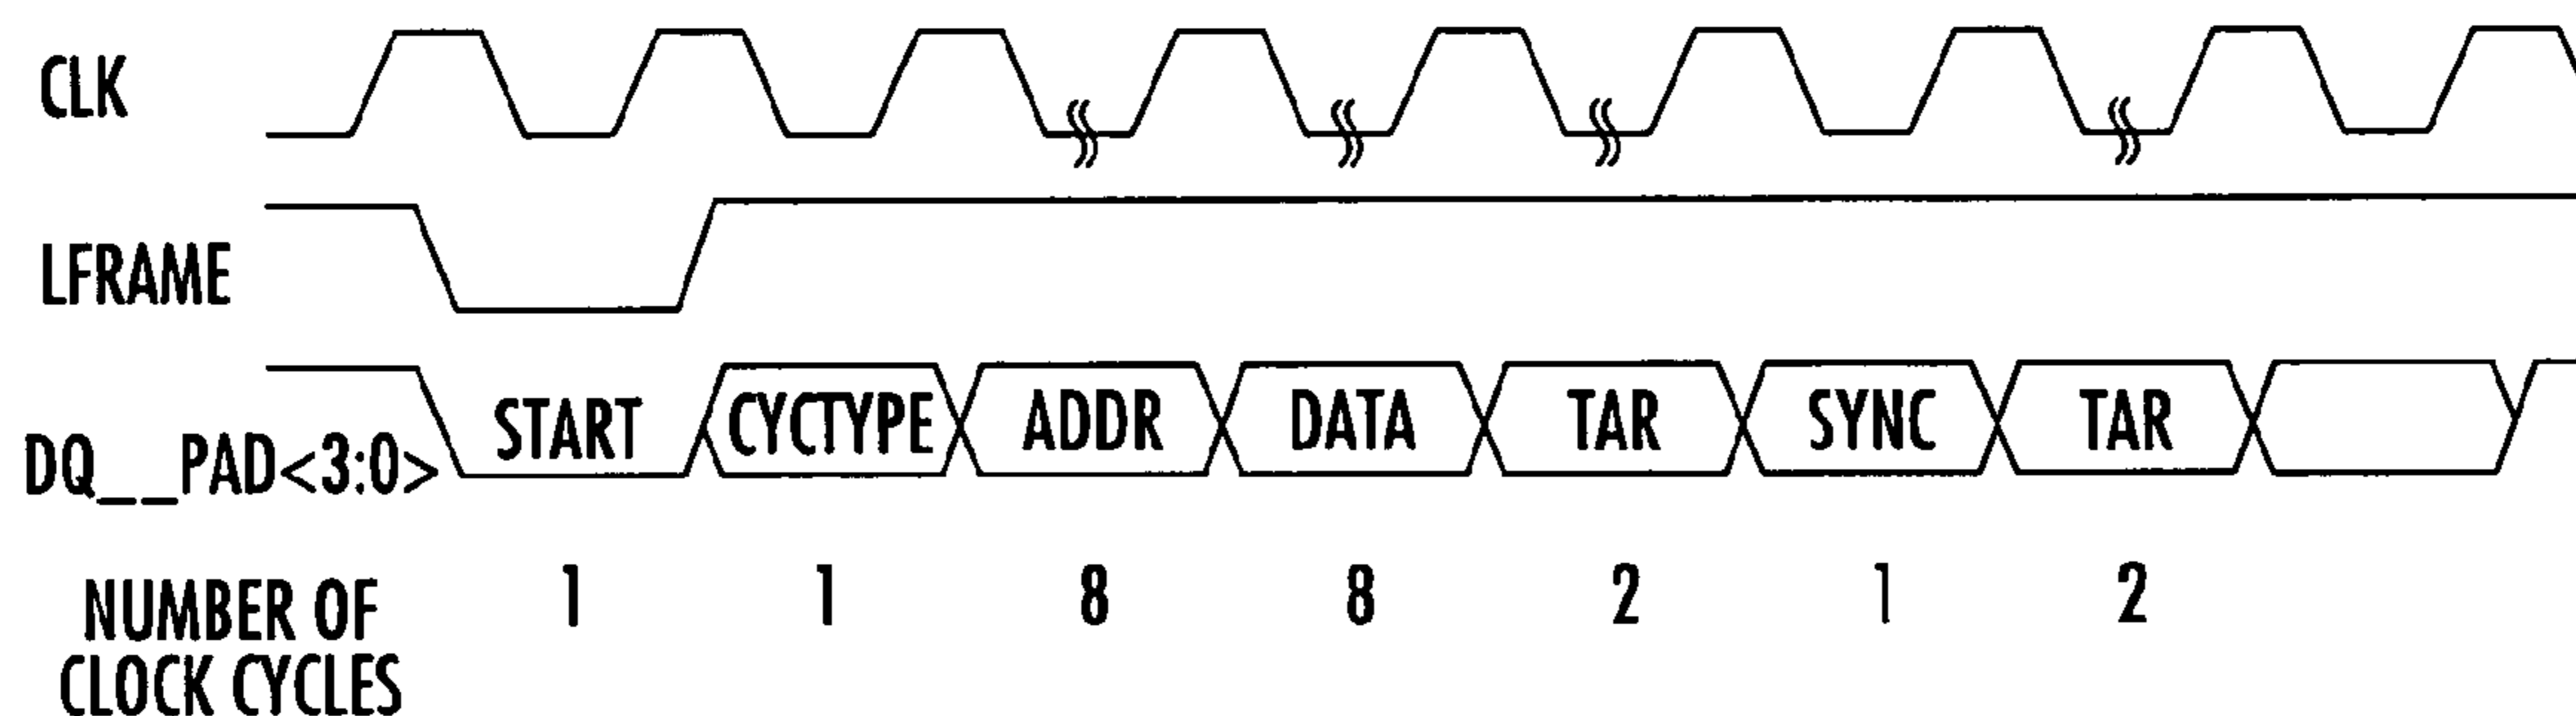 CLK
LFRAME
DQ__PAD<3:0> START CYCTYPE ADDR DATA TAR SYNC TAR
NUMBER OF CLOCK CYCLES 1 1 8 8 2 1 2